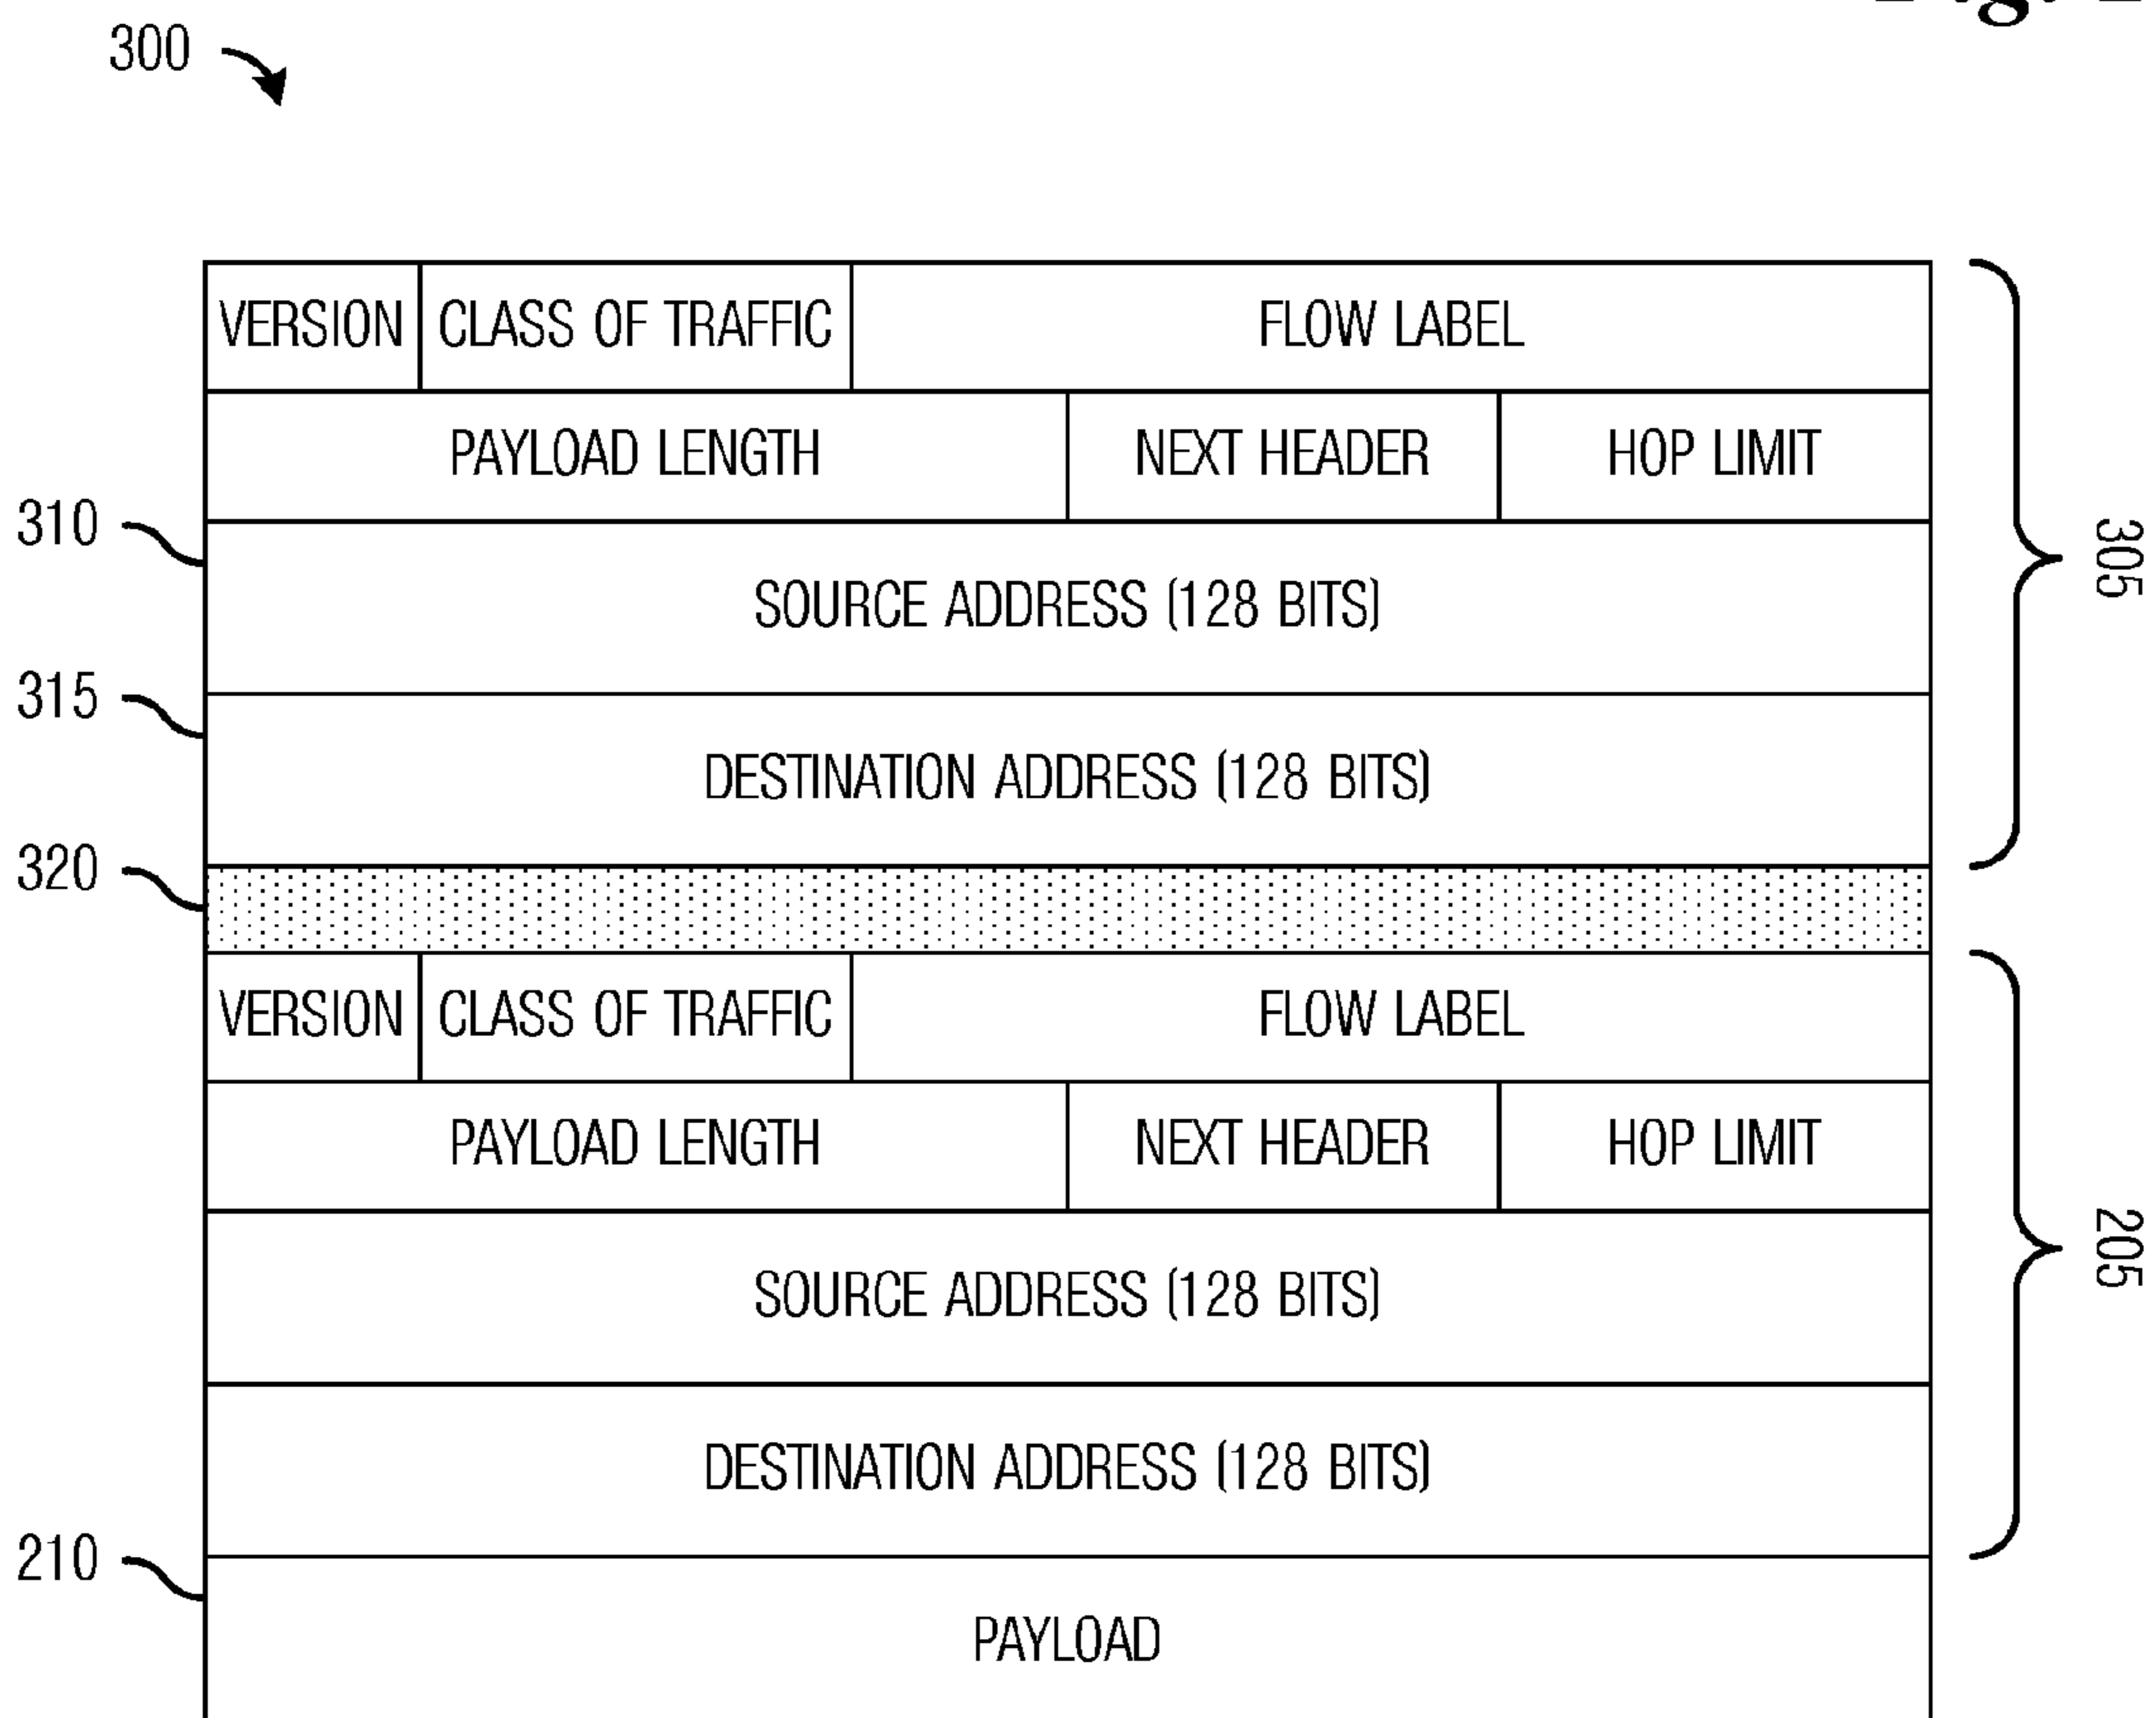 300
VERSION CLASS OF TRAFFIC FLOW LABEL
PAYLOAD LENGTH NEXT HEADER HOP LIMIT
310
SOURCE ADDRESS (128 BITS)
305
315
DESTINATION ADDRESS (128 BITS)
320
VERSION CLASS OF TRAFFIC FLOW LABEL
PAYLOAD LENGTH NEXT HEADER HOP LIMIT
205
SOURCE ADDRESS (128 BITS)
DESTINATION ADDRESS (128 BITS)
210
PAYLOAD